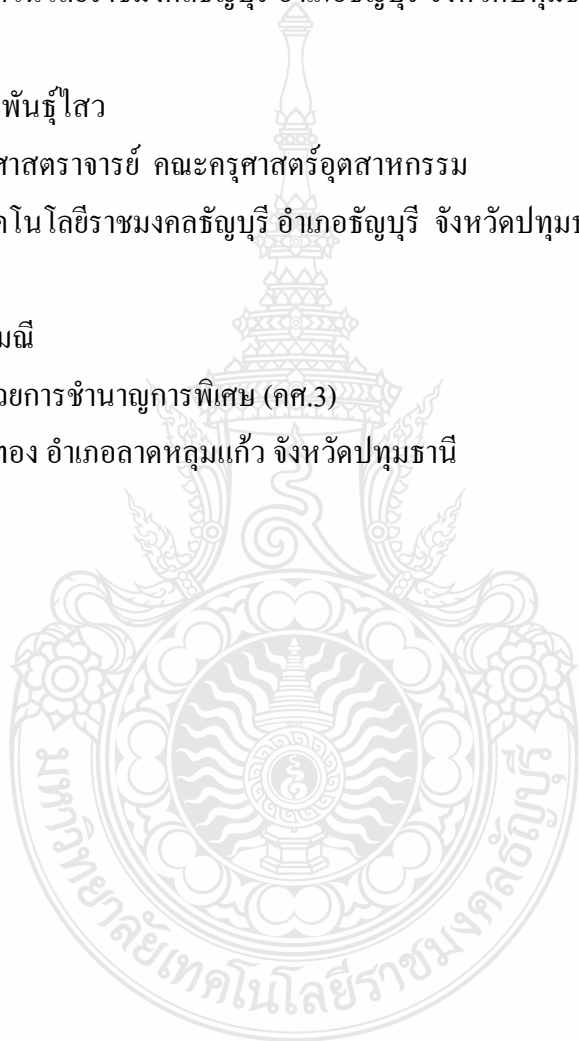 พันธุ์ไสว
ศาสตราจารย์ คณะครุศาสตร์อุตสาหกรรม
คโนโลยีราชมงคลธัญบุรี อำเภอธัญบุรี จังหวัดปทุมธ
มณี
วยการชำนาญการพิเศษ (คศ.3)
ทอง อำเภอลาดหลุมแก้ว จังหวัดปทุมธานี
มหาวิทยาลัยเทคโนโลยีราชมงคลธัญบุรี